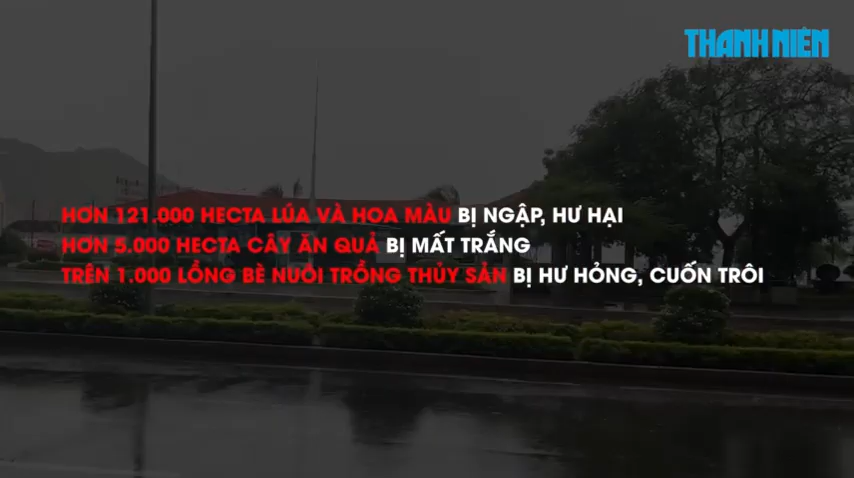 THANH NIÊN
HƠN 121.000 HECTA LÚA VÀ HOA MÀU BỊ NGẬP, HƯ HẠI
HƠN 5.000 HECTA CÂY ĂN QUẢ BỊ MẤT TRẮNG
TRÊN 1.000 LỒNG BÈ NUÔI TRỒNG THỦY SẢN BỊ HƯ HỎNG, CUỐN TRÔI